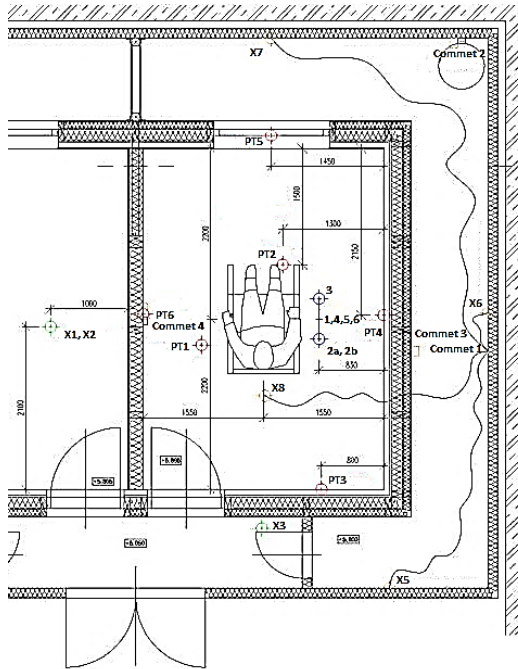 X7
Commet 2
PT5
1450
1500
2200
1300
2150
PT2
3
X6
1000
PT6
Commet 4
1,4,5,6
PT4
Commet 3
X1, X2
PT1
2a, 2b
Commet 1
830
2100
2200
X8
1550
1550
800
PT3
X3
X5